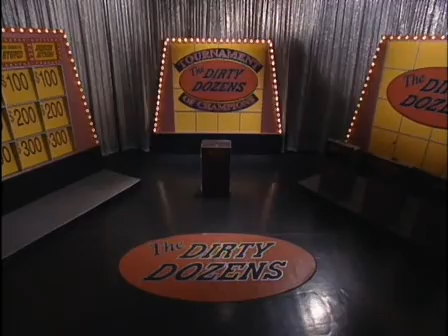 $100
$100
$200
$200
300
300
TOURNAMENT
The DIRTY
DOZENS
OF CHAMPIONS
The DIRTY
DOZENS
The DIRTY
DOZENS